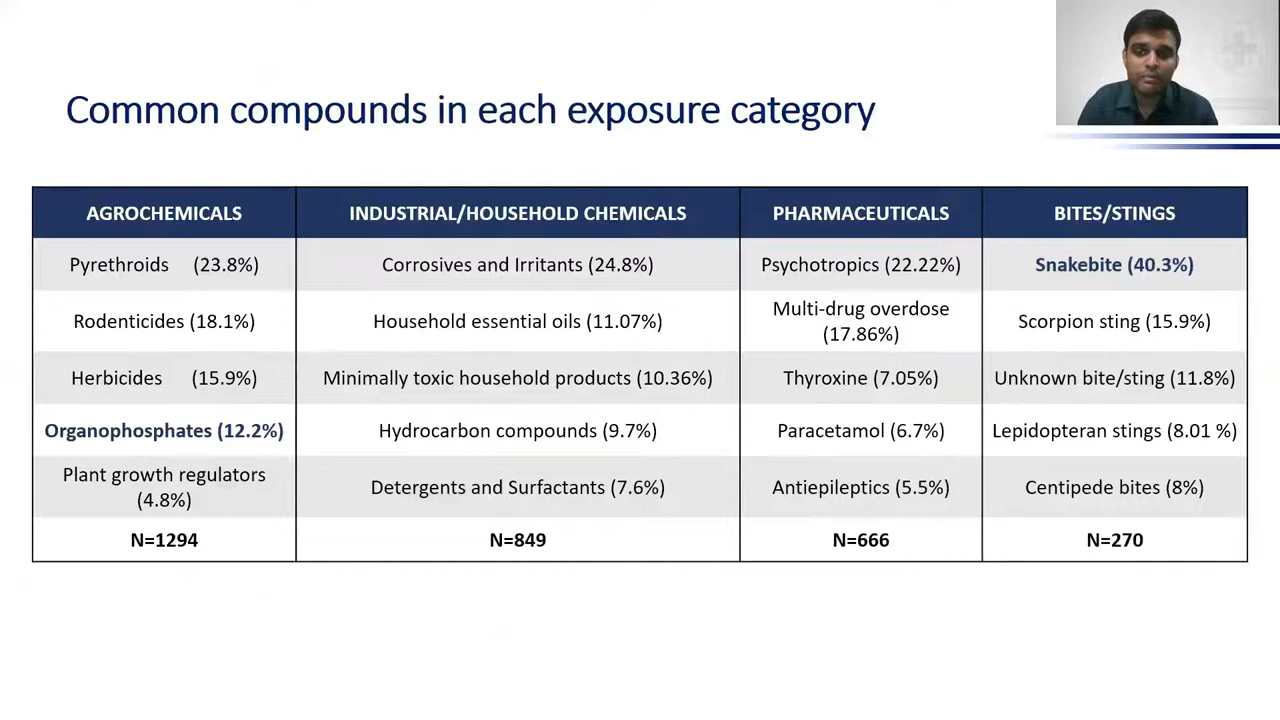 Common compounds in each exposure category
AGROCHEMICALS INDUSTRIAL/HOUSEHOLD CHEMICALS PHARMACEUTICALS BITES/STINGS
Pyrethroids (23.8%) Corrosives and Irritants (24.8%) Psychotropics (22.22%) Snakebite (40.3%)
Rodenticides (18.1%) Household essential oils (11.07%) Multi-drug overdose
(17.86%) Scorpion sting (15.9%)
Herbicides (15.9%) Minimally toxic household products (10.36%) Thyroxine (7.05%) Unknown bite/sting (11.8%)
Organophosphates (12.2%) Hydrocarbon compounds (9.7%) Paracetamol (6.7%) Lepidopteran stings (8.01 %)
Plant growth regulators
(4.8%) Detergents and Surfactants (7.6%) Antiepileptics (5.5%) Centipede bites (8%)
N=1294 N=849 N=666 N=270